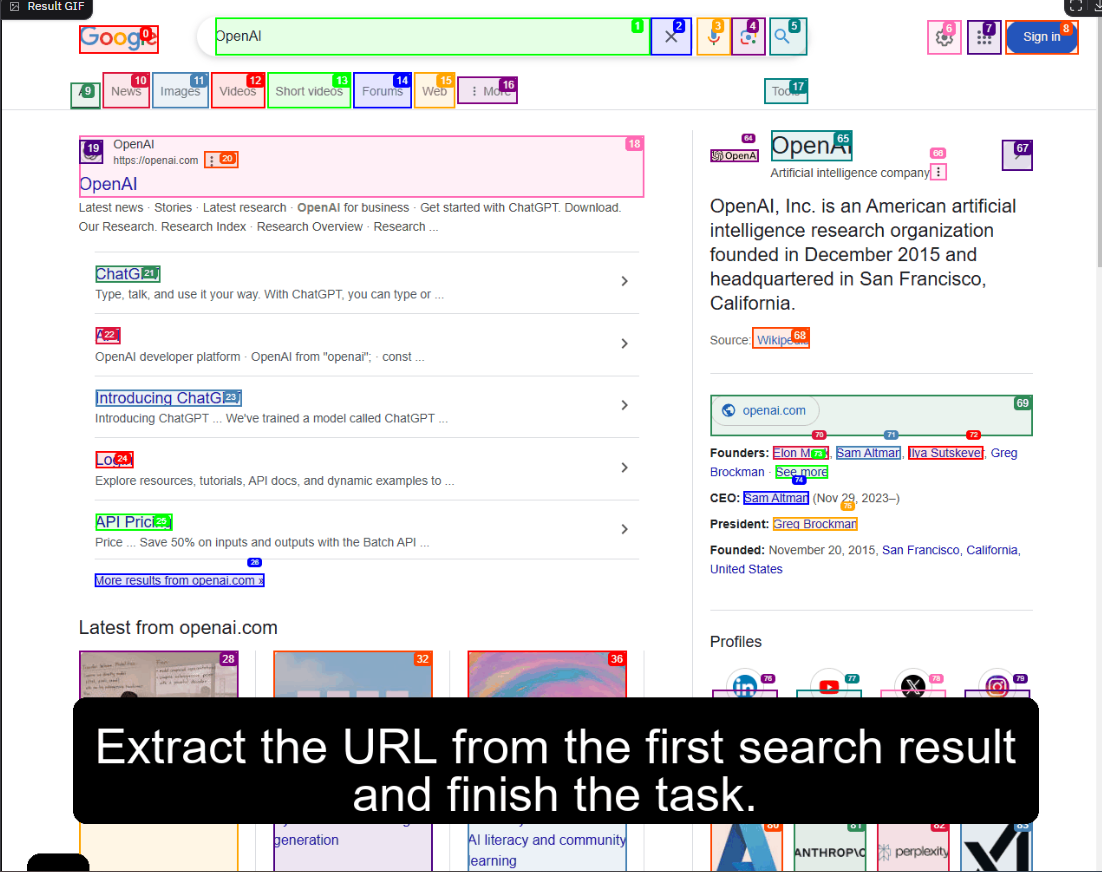 Result GIF
Google 0
OpenAI 1 2 3 4 5 6 7 Sign in 8
9 News 10 Images 11 Videos 12 Short videos 13 Forums 14 Web 15 More 16 Tools 17
18
19 OpenAI
https://openai.com 20
OpenAI
Latest news · Stories · Latest research · OpenAI for business · Get started with ChatGPT. Download.
Our Research. Research Index · Research Overview · Research ...
ChatGPT 21
Type, talk, and use it your way. With ChatGPT, you can type or ...
22
OpenAI developer platform · OpenAI from "openai"; · const ...
Introducing ChatGPT 23
Introducing ChatGPT ... We've trained a model called ChatGPT ...
Login 24
Explore resources, tutorials, API docs, and dynamic examples to ...
API Pricing 25
Price ... Save 50% on inputs and outputs with the Batch API ...
26
More results from openai.com »
Latest from openai.com
28 32 36
generation
AI literacy and community
learning
64 OpenAI 65 67
OpenAI
Artificial intelligence company
OpenAI, Inc. is an American artificial
intelligence research organization
founded in December 2015 and
headquartered in San Francisco,
California.
Source: Wikipedia 68
openai.com 69
70 71 72
Founders: Elon Musk, Sam Altman, Ilya Sutskever, Greg
Brockman · See more 73
74
CEO: Sam Altman (Nov 29, 2023–)
President: Greg Brockman
Founded: November 20, 2015, San Francisco, California,
United States
Profiles
76 77 78 79
Extract the URL from the first search result
and finish the task.
80 81 82 83
ANTHROP\C perplexity